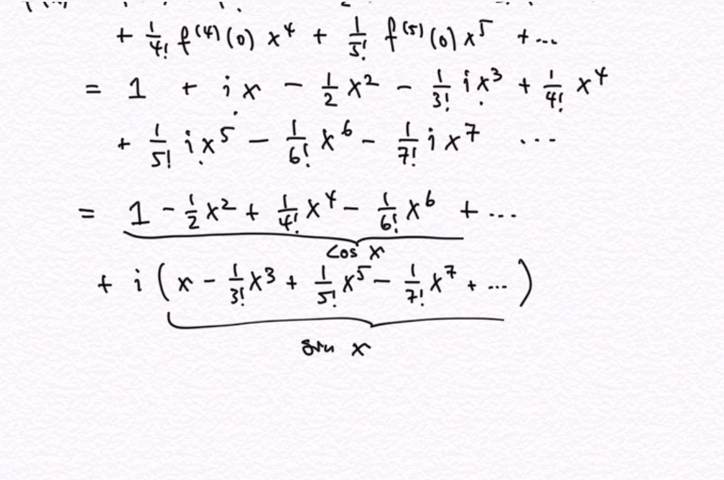 + 1/4! f⁽⁴⁾(0) x⁴ + 1/5! f⁽⁵⁾(0) x⁵ + ...
= 1 + ix - 1/2 x² - 1/3! ix³ + 1/4! x⁴
+ 1/5! ix⁵ - 1/6! x⁶ - 1/7! ix⁷ ...
= 1 - 1/2 x² + 1/4! x⁴ - 1/6! x⁶ + ...
cos x
+ i ( x - 1/3! x³ + 1/5! x⁵ - 1/7! x⁷ + ... )
sin x